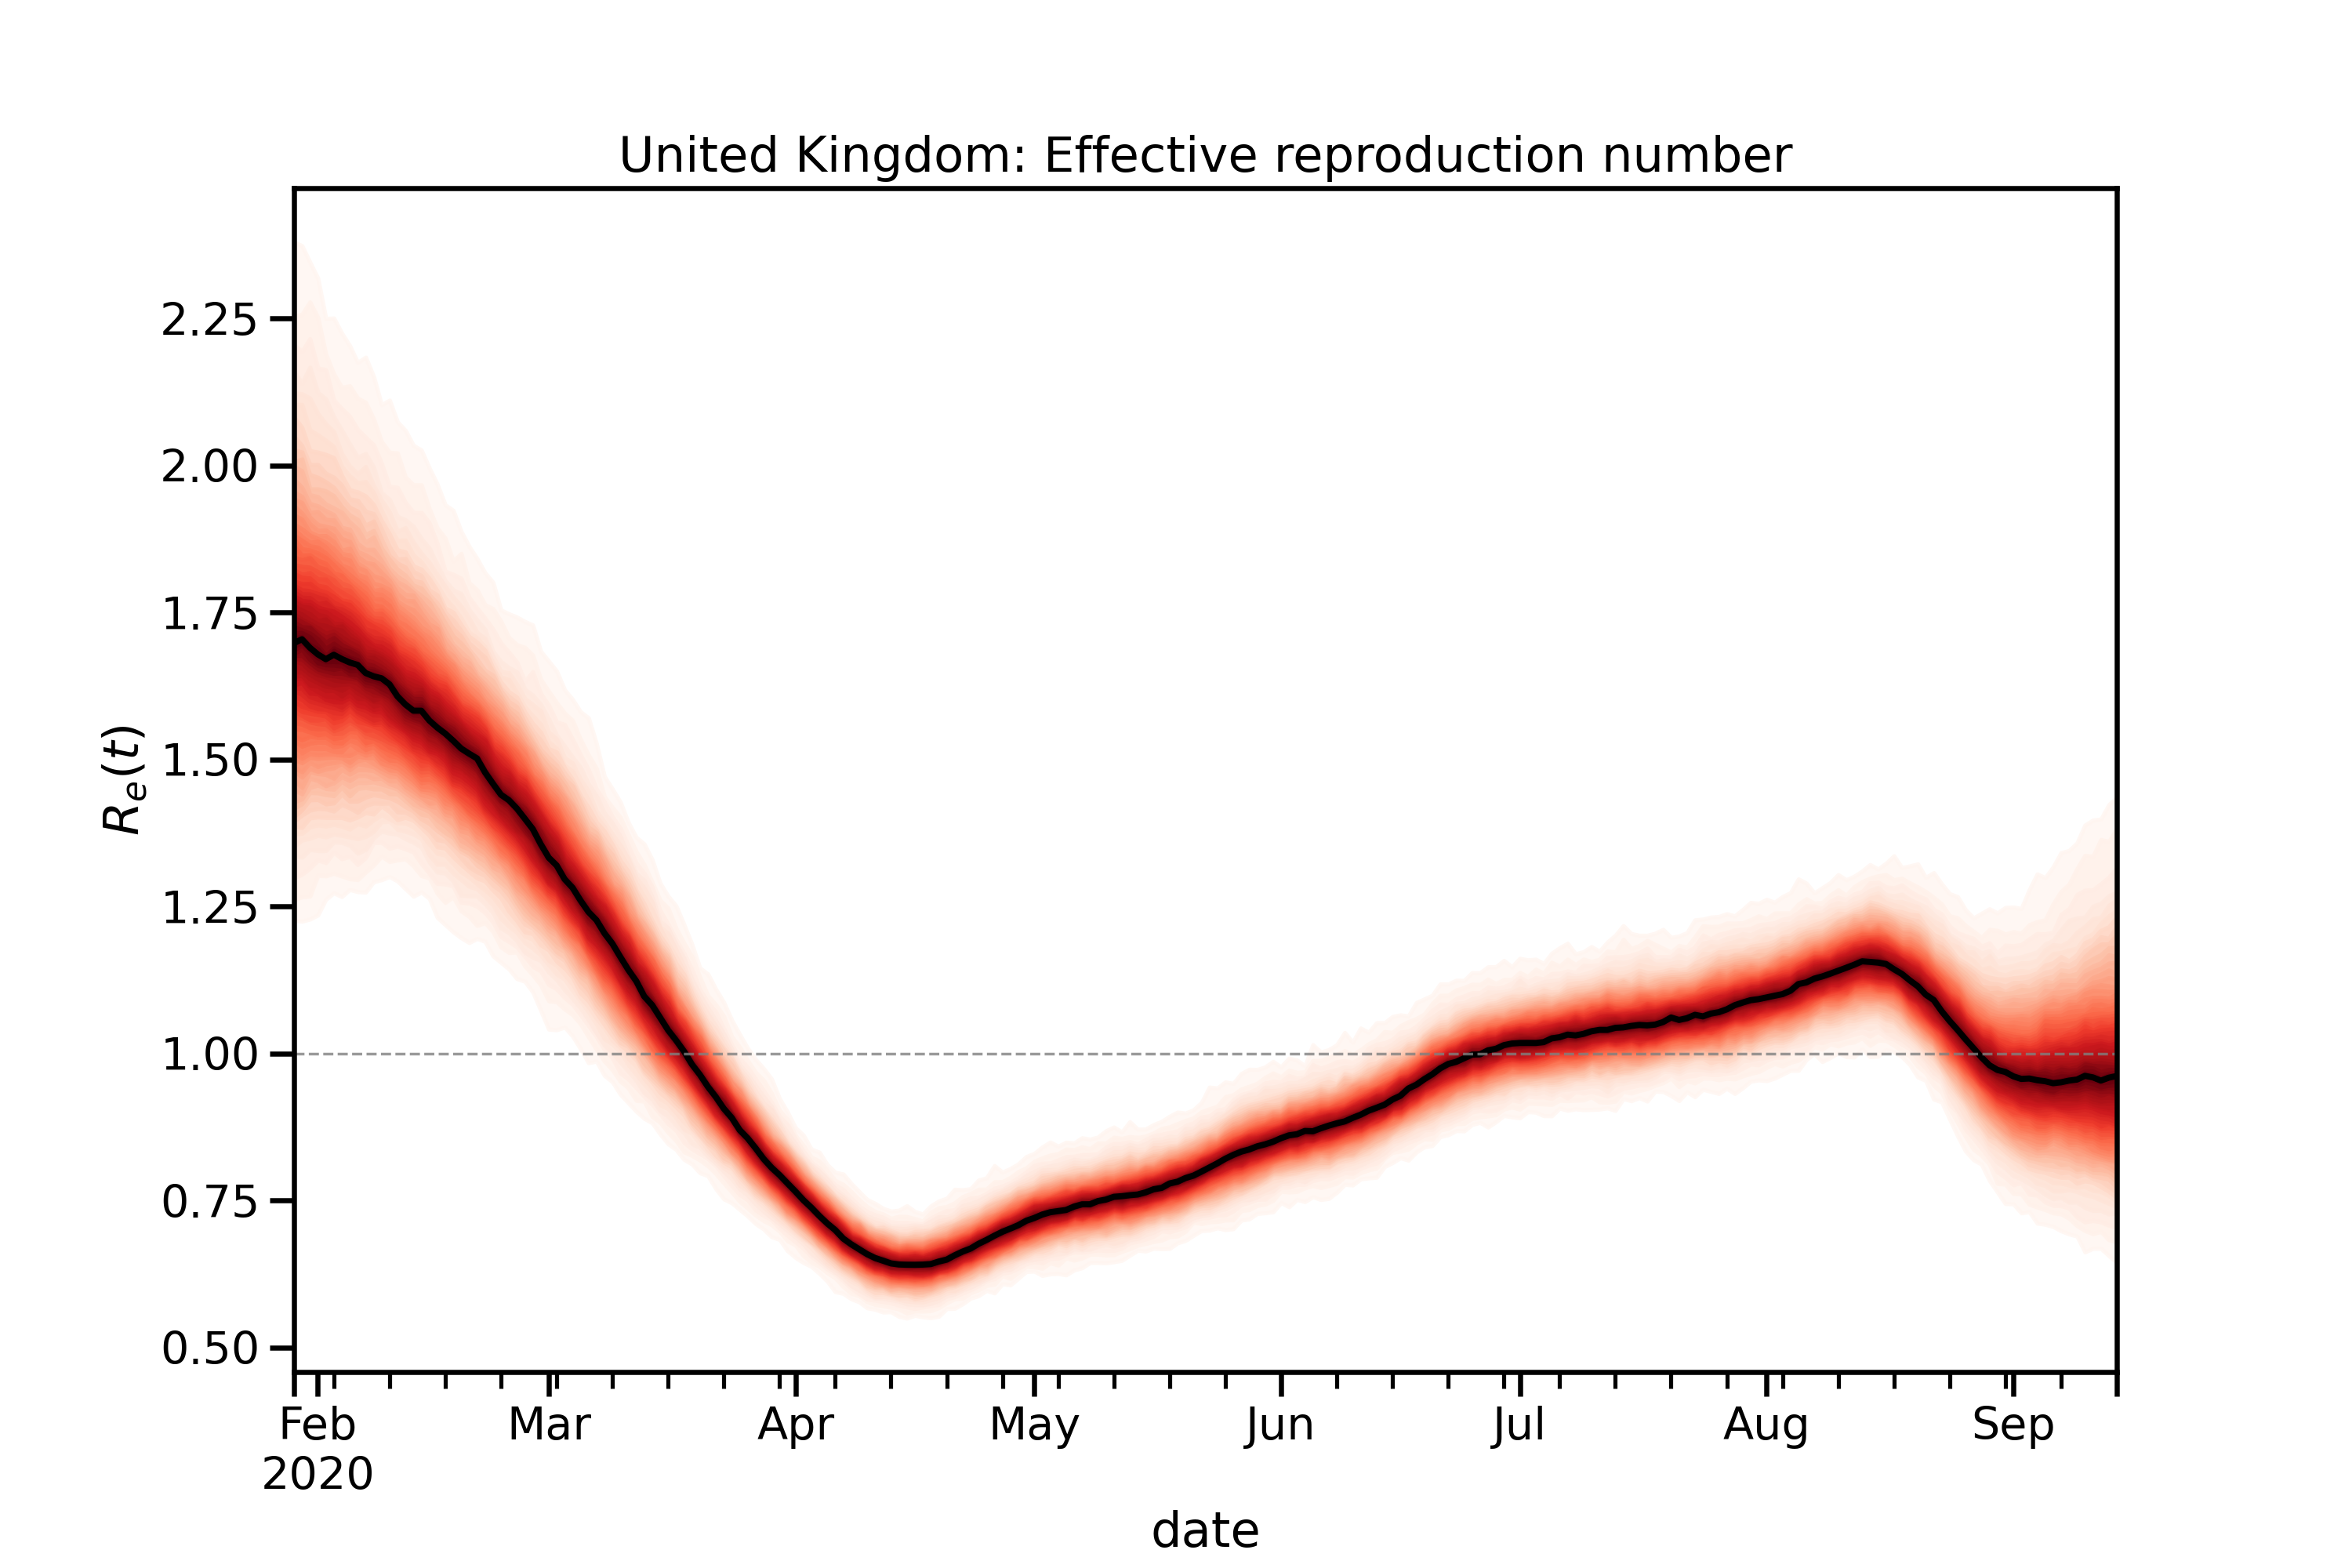 United Kingdom: Effective reproduction number
2.25
2.00
1.75
1.50
1.25
1.00
0.75
0.50
R_e(t)
Feb Mar Apr May Jun Jul Aug Sep
2020
date